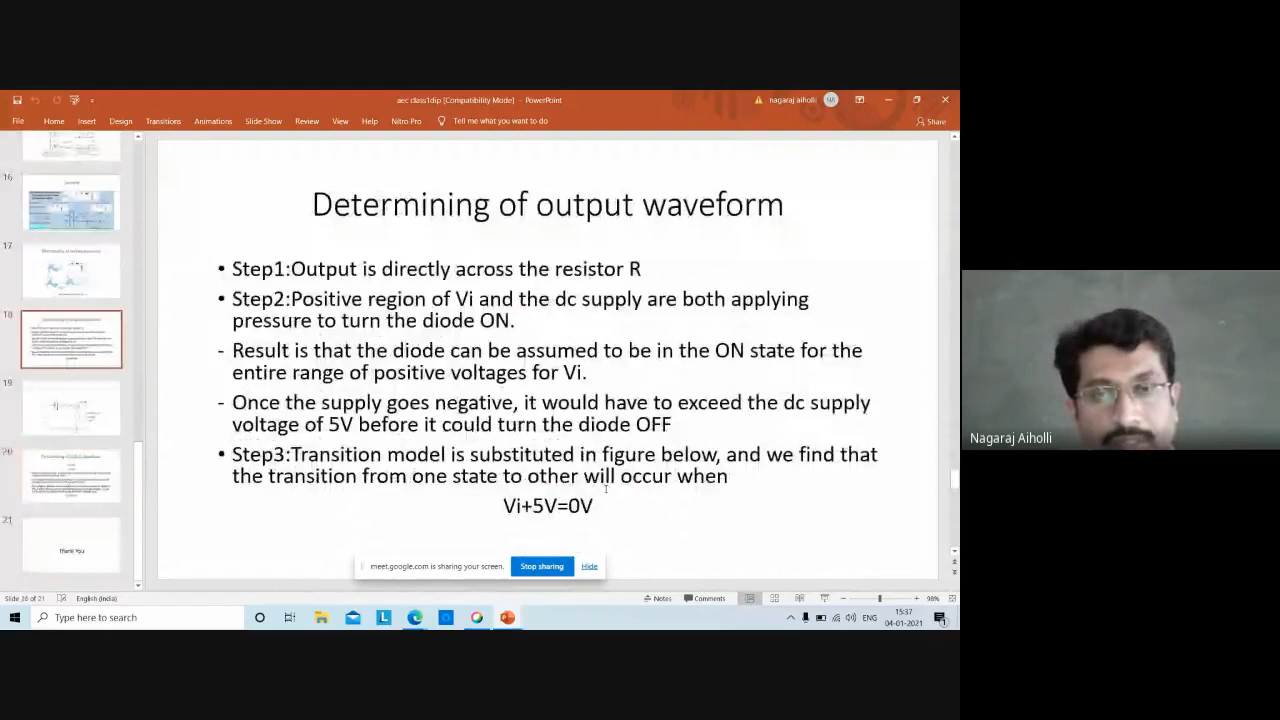 aec class1dip [Compatibility Mode] - PowerPoint
nagaraj aiholli
NA
File Home Insert Design Transitions Animations Slide Show Review View Help Nitro Pro Tell me what you want to do
Share
16
17
18
19
20
21
Thank You
Determining of output waveform
• Step1:Output is directly across the resistor R
• Step2:Positive region of Vi and the dc supply are both applying
pressure to turn the diode ON.
- Result is that the diode can be assumed to be in the ON state for the
entire range of positive voltages for Vi.
- Once the supply goes negative, it would have to exceed the dc supply
voltage of 5V before it could turn the diode OFF
• Step3:Transition model is substituted in figure below, and we find that
the transition from one state to other will occur when
Vi+5V=0V
meet.google.com is sharing your screen. Stop sharing Hide
Nagaraj Aiholli
English (India)
Notes Comments
98%
Type here to search
L
ENG
15:37
04-01-2021